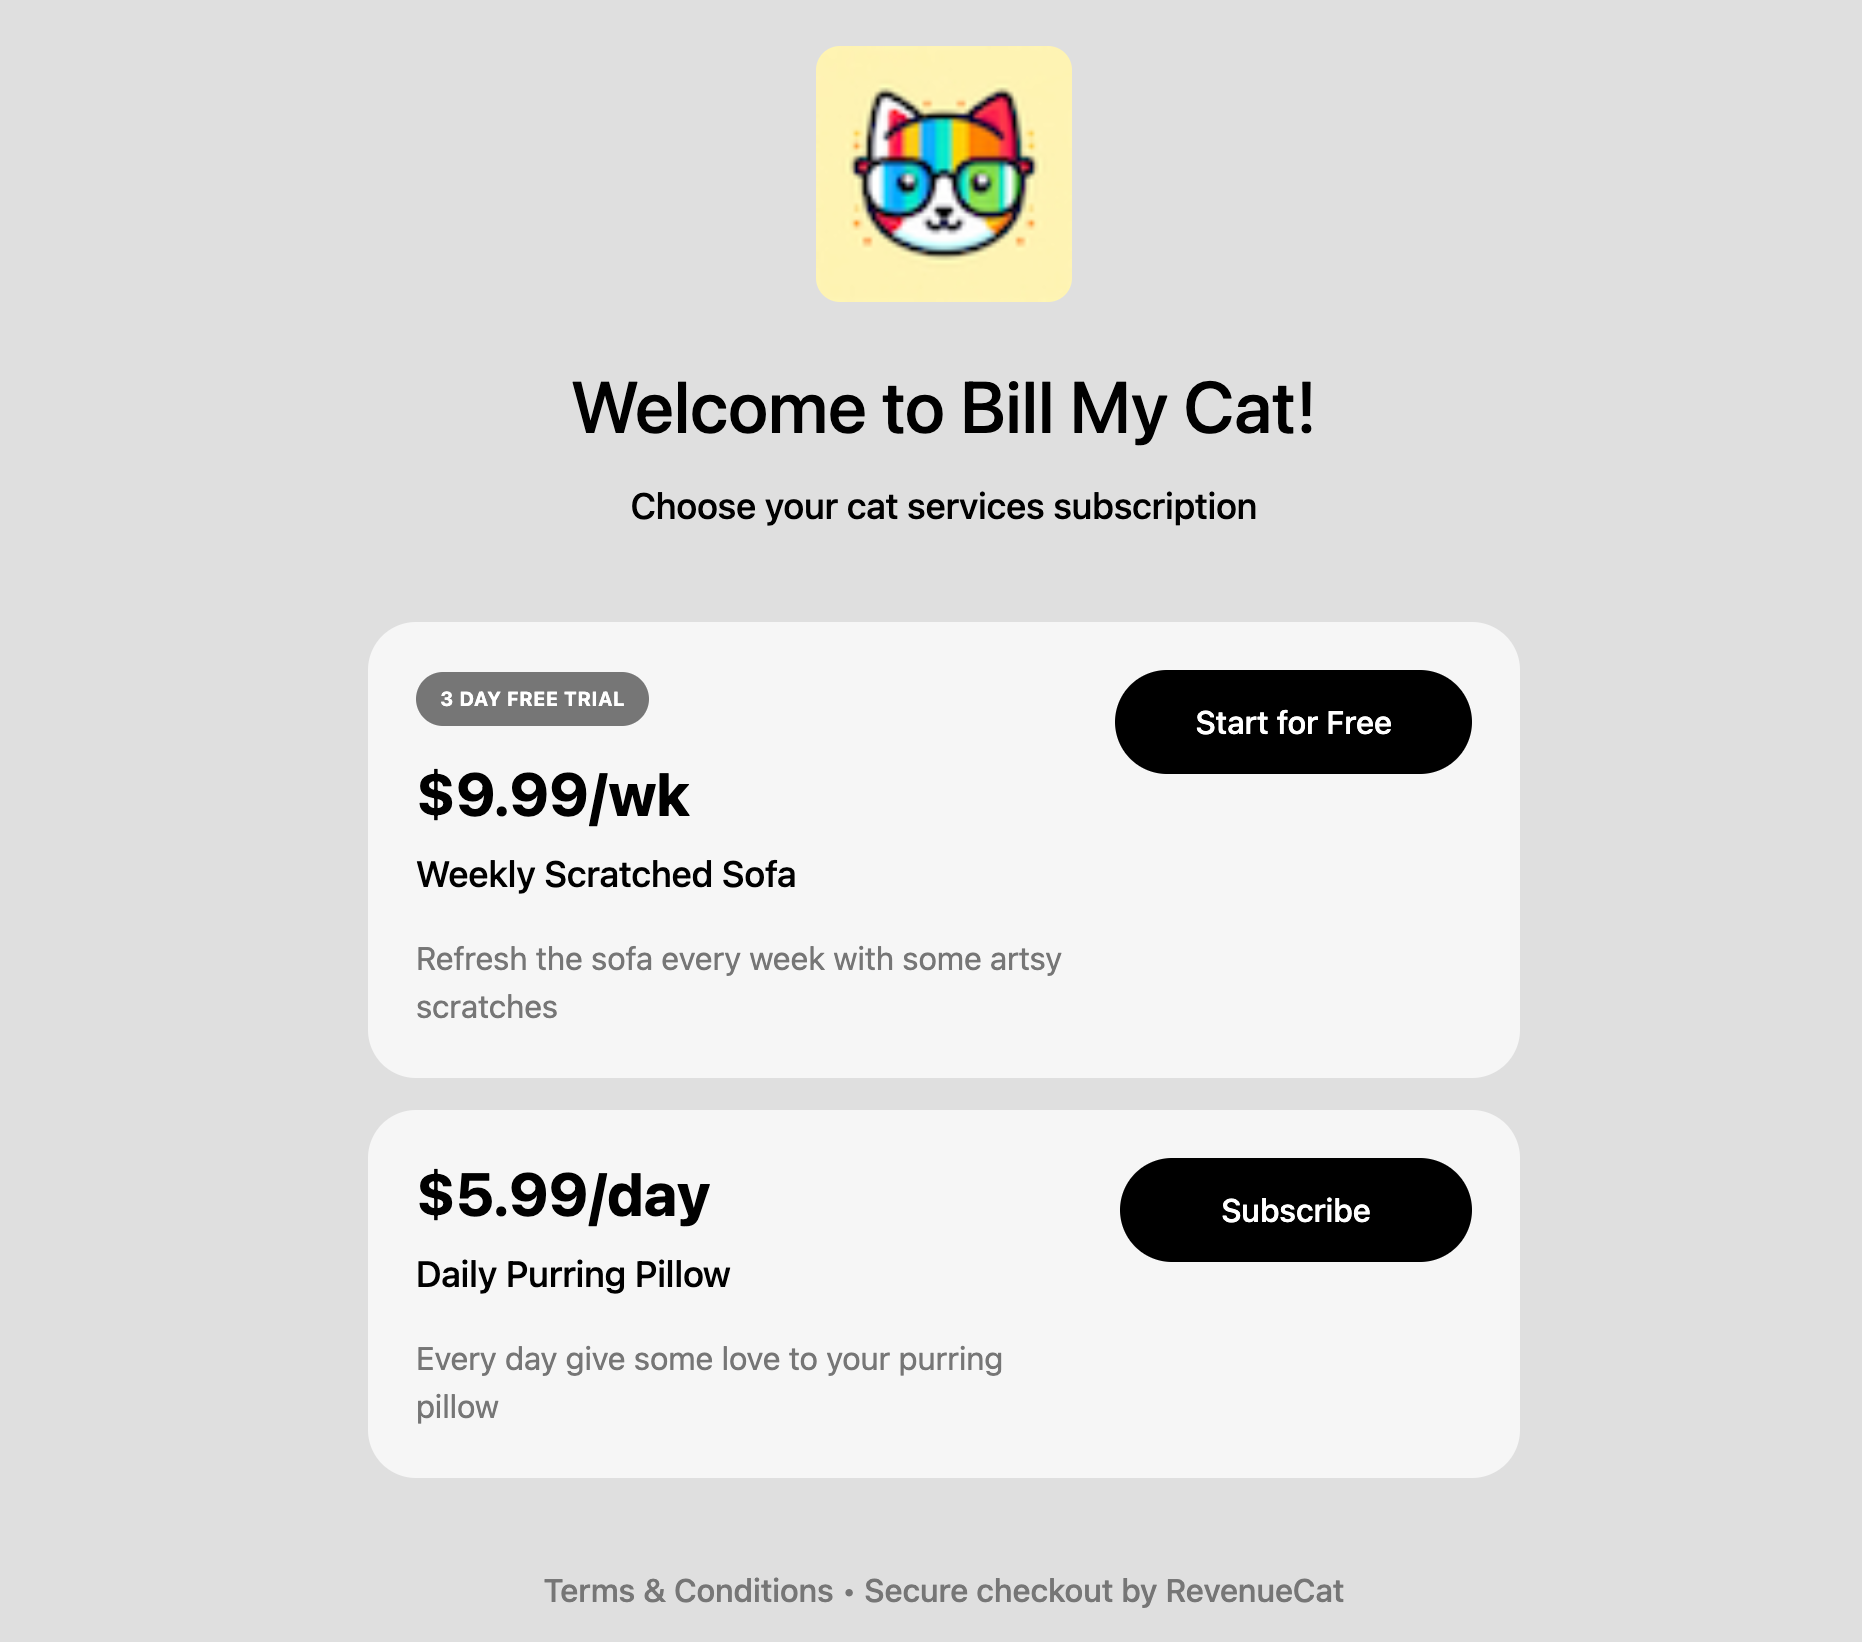 Welcome to Bill My Cat!
Choose your cat services subscription
3 DAY FREE TRIAL
Start for Free
$9.99/wk
Weekly Scratched Sofa
Refresh the sofa every week with some artsy
scratches
$5.99/day
Subscribe
Daily Purring Pillow
Every day give some love to your purring
pillow
Terms & Conditions • Secure checkout by RevenueCat